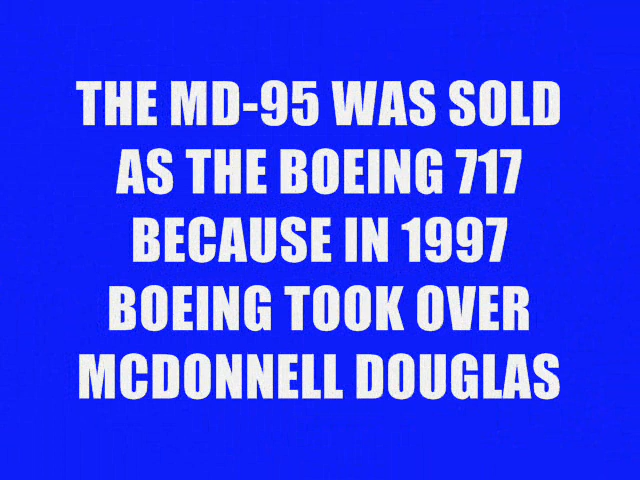 THE MD-95 WAS SOLD
AS THE BOEING 717
BECAUSE IN 1997
BOEING TOOK OVER
MCDONNELL DOUGLAS